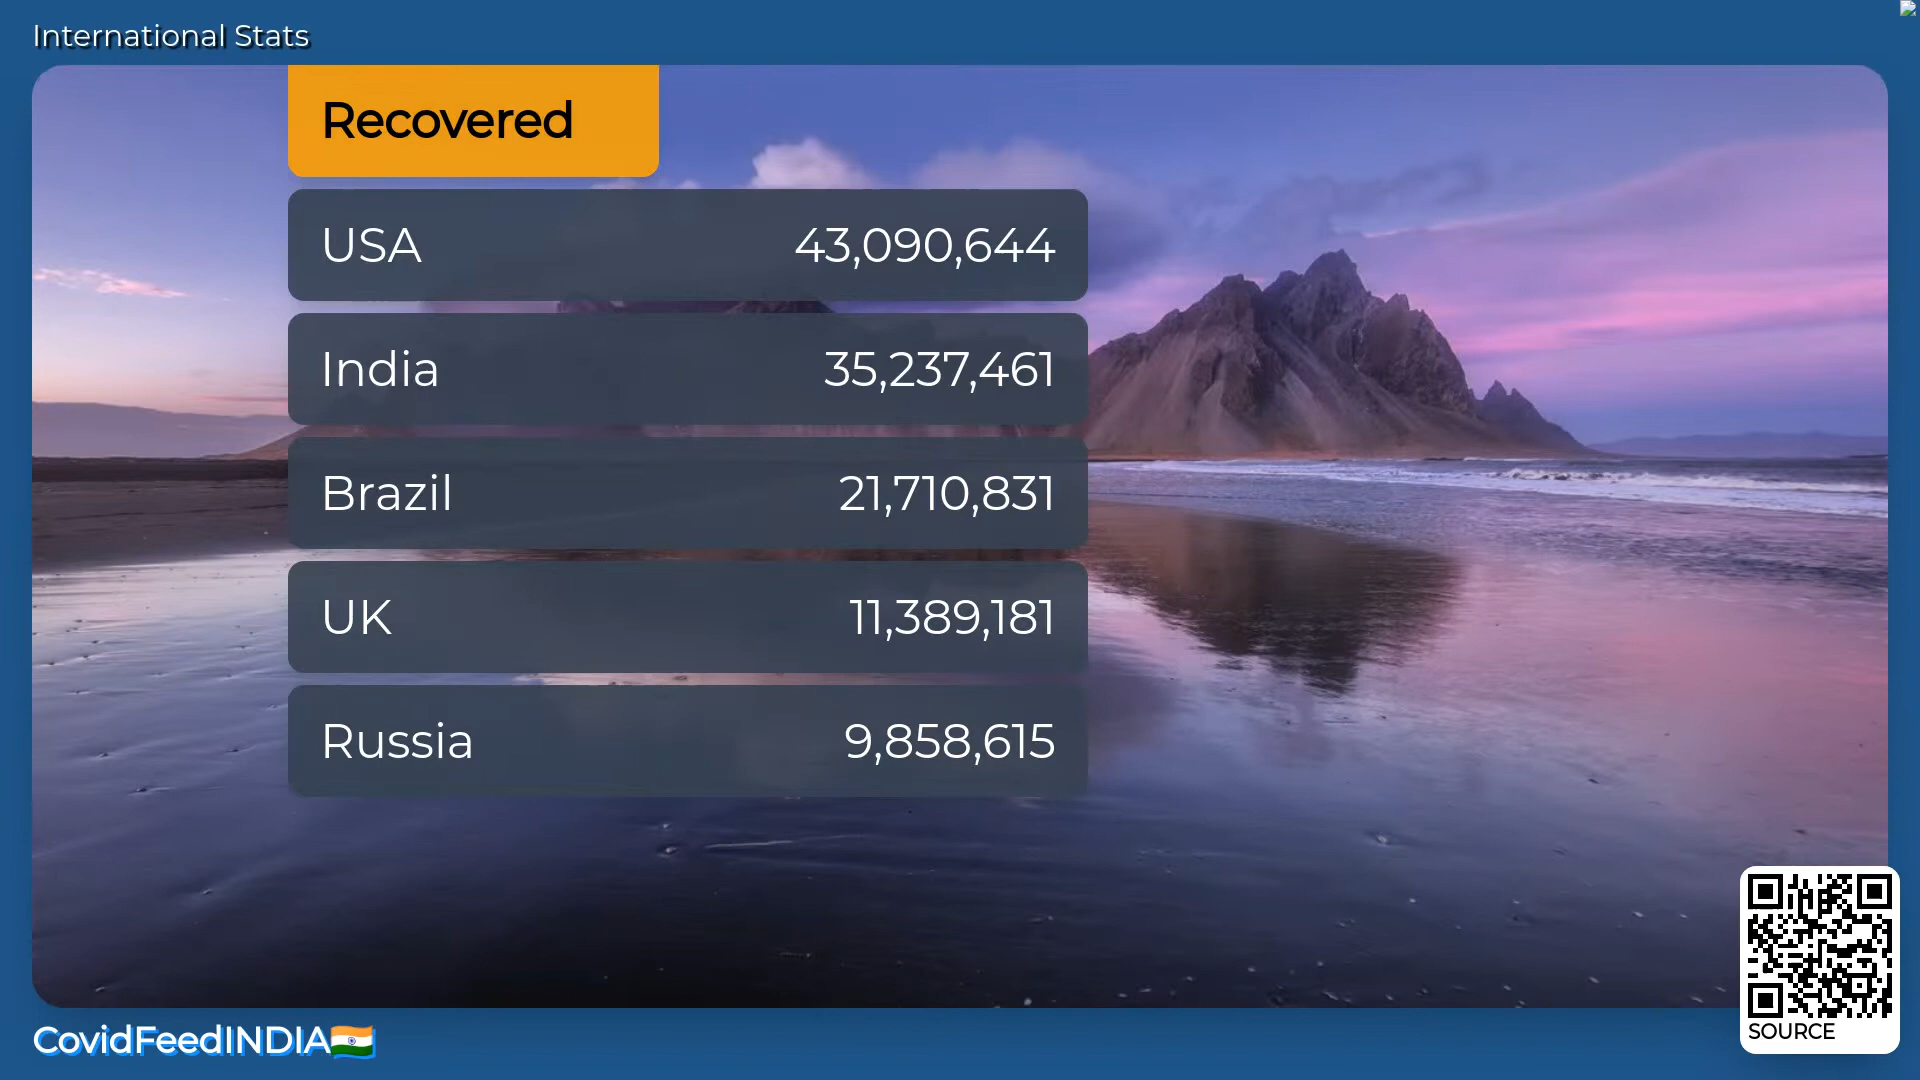 International Stats
Recovered
USA 43,090,644
India 35,237,461
Brazil 21,710,831
UK 11,389,181
Russia 9,858,615
SOURCE
CovidFeedINDIA🇮🇳